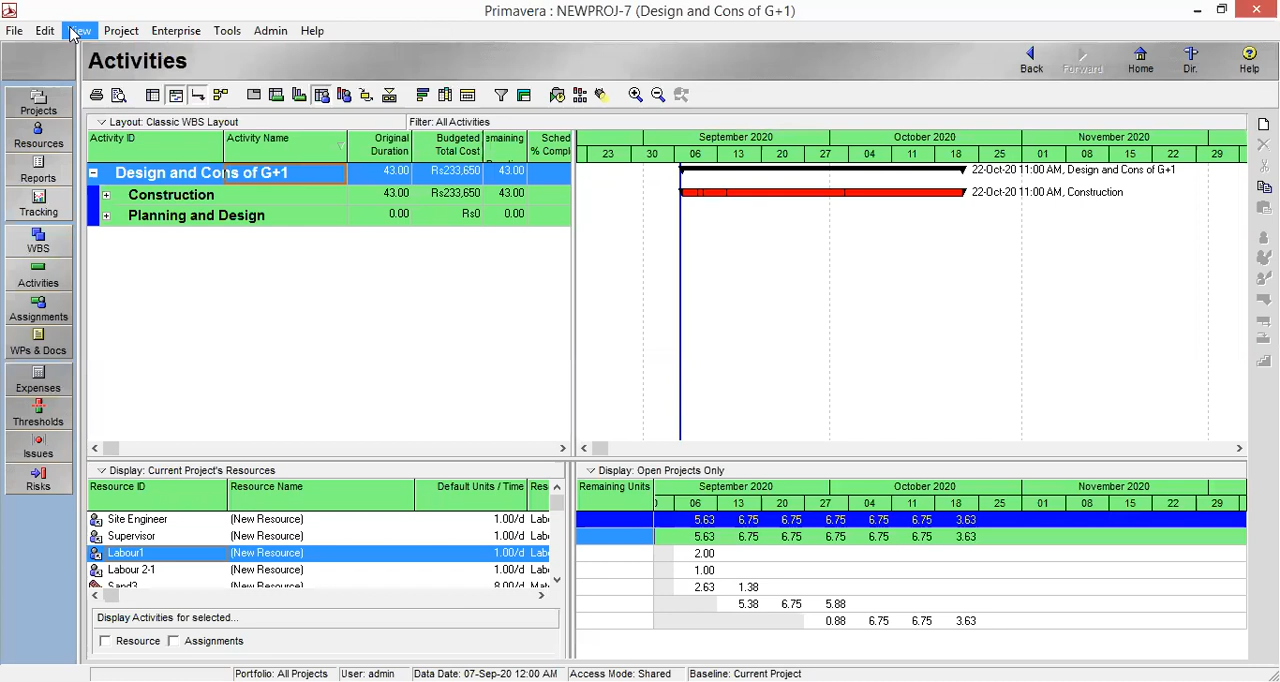 Primavera : NEWPROJ-7 (Design and Cons of G+1)
File Edit View Project Enterprise Tools Admin Help
Activities
Back Forward Home Dir. Help
Projects
Resources
Reports
Tracking
WBS
Activities
Assignments
WPs & Docs
Expenses
Thresholds
Issues
Risks
Layout: Classic WBS Layout Filter: All Activities
Activity ID Activity Name Original Duration Budgeted Total Cost emaining Sched % Compl
Design and Cons of G+1 43.00 Rs233,650 43.00
Construction 43.00 Rs233,650 43.00
Planning and Design 0.00 Rs0 0.00
September 2020 October 2020 November 2020
23 30 06 13 20 27 04 11 18 25 01 08 15 22 29
22-Oct-20 11:00 AM, Design and Cons of G+1
22-Oct-20 11:00 AM, Construction
Display: Current Project's Resources
Resource ID Resource Name Default Units / Time Res
Site Engineer (New Resource) 1.00/d Labo
Supervisor (New Resource) 1.00/d Labo
Labour1 (New Resource) 1.00/d Labo
Labour 2-1 (New Resource) 1.00/d Labo
Sand3 (New Resource) 8.00/d Mat
Display Activities for selected...
Resource Assignments
Display: Open Projects Only
Remaining Units September 2020 October 2020 November 2020
06 13 20 27 04 11 18 25 01 08 15 22 29
5.63 6.75 6.75 6.75 6.75 6.75 3.63
5.63 6.75 6.75 6.75 6.75 6.75 3.63
2.00
1.00
2.63 1.38
5.38 6.75 5.88
0.88 6.75 6.75 3.63
Portfolio: All Projects User: admin Data Date: 07-Sep-20 12:00 AM Access Mode: Shared Baseline: Current Project